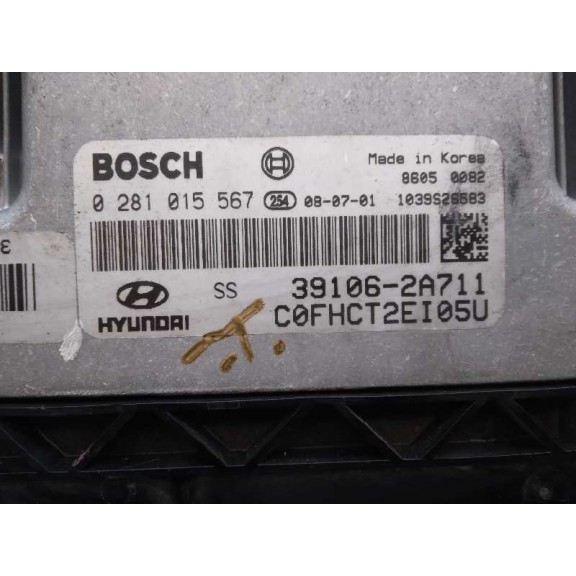 BOSCH
Made in Korea
8605 0082
0 281 015 567 254 08-07-01 1039S26583
SS 39106-2A711
HYUNDAI C0FHCT2EI05U